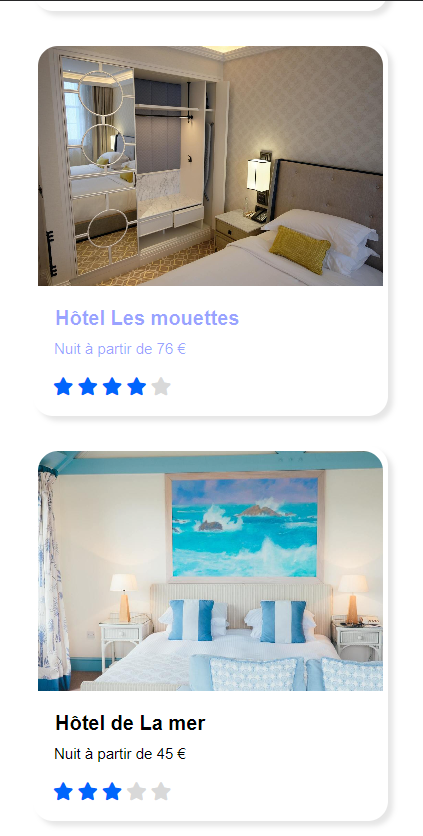 Hôtel Les mouettes
Nuit à partir de 76 €
Hôtel de La mer
Nuit à partir de 45 €